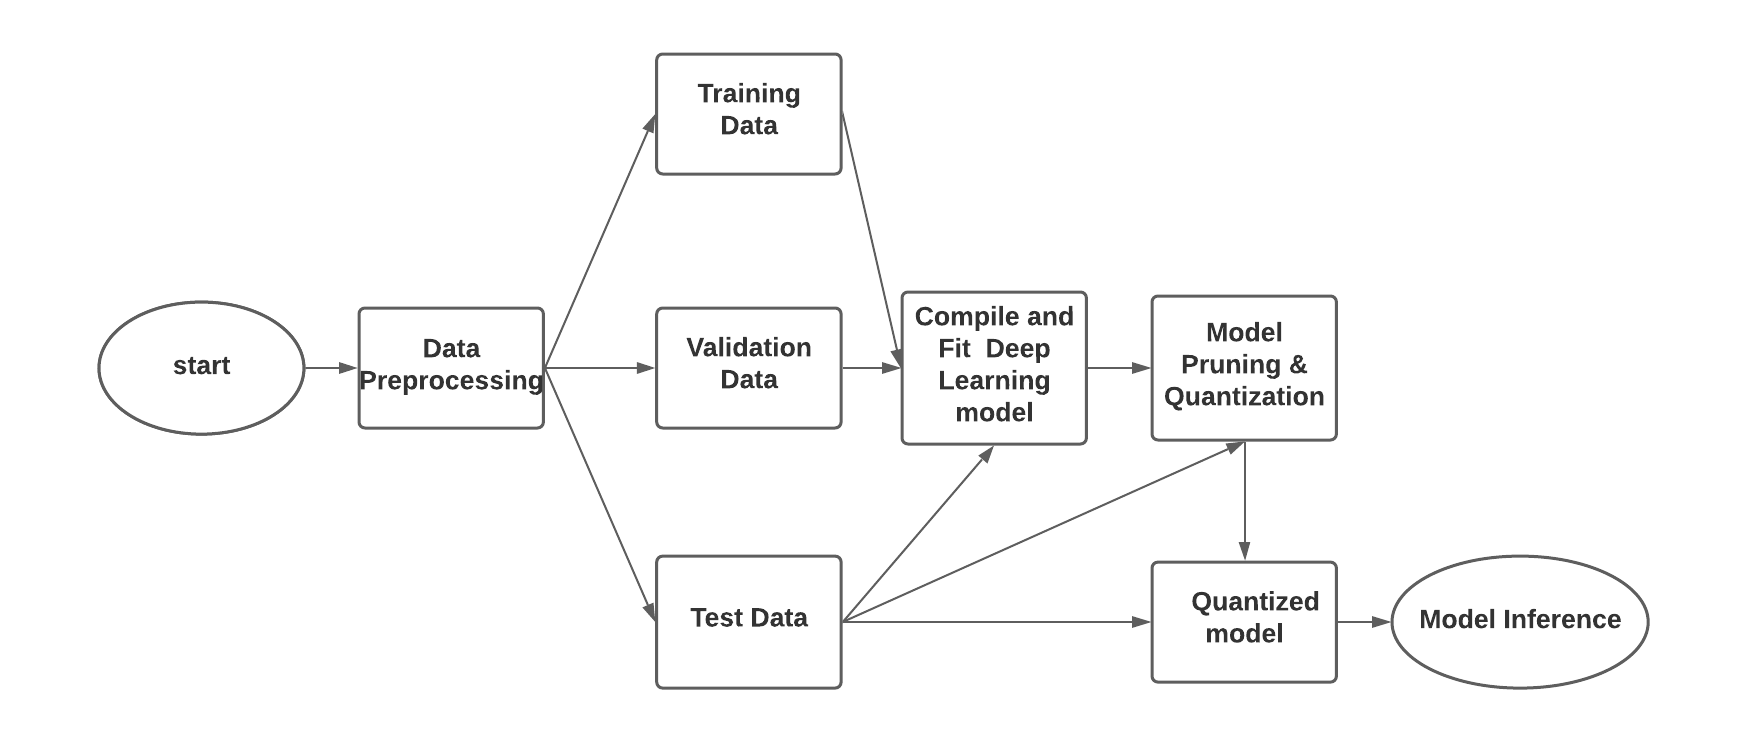 start
Data
Preprocessing
Training
Data
Validation
Data
Test Data
Compile and
Fit  Deep
Learning
model
Model
Pruning &
Quantization
Quantized
model
Model Inference